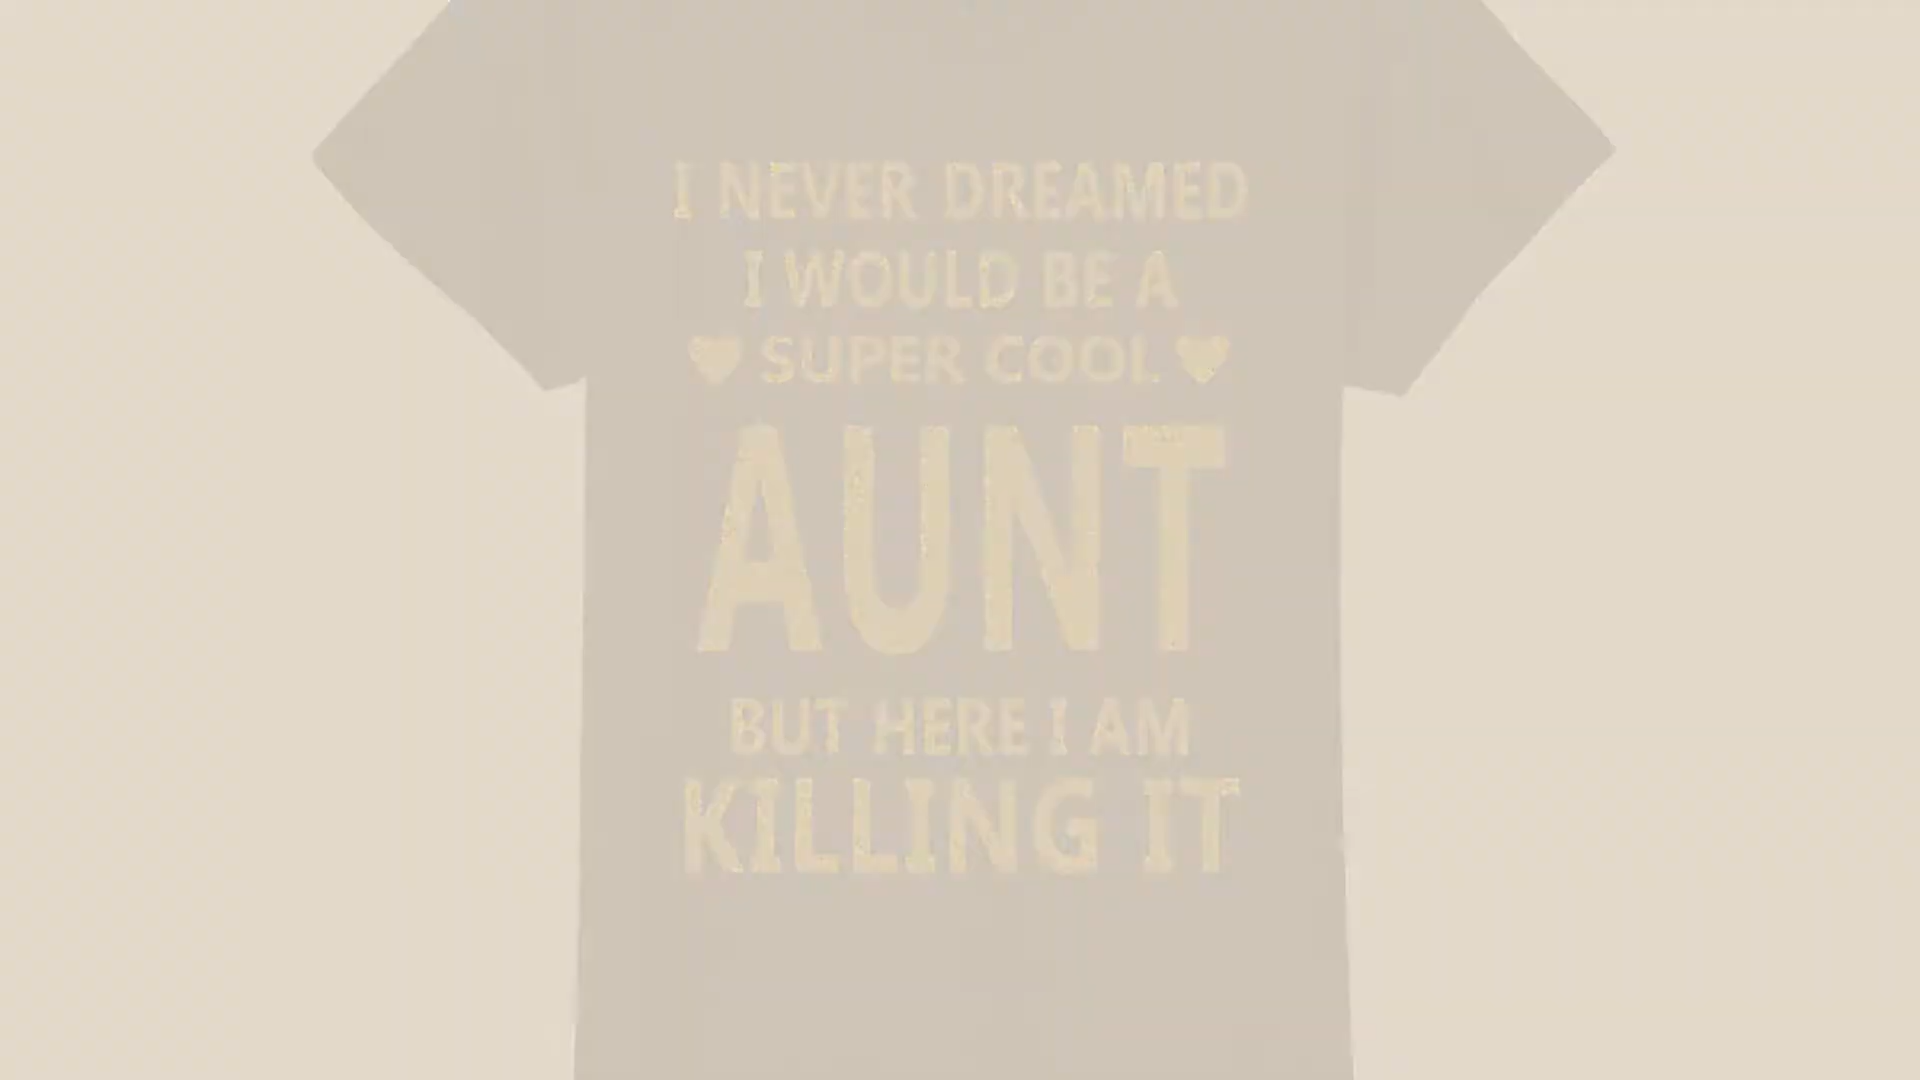 I NEVER DREAMED
I WOULD BE A
SUPER COOL
AUNT
BUT HERE I AM
KILLING IT